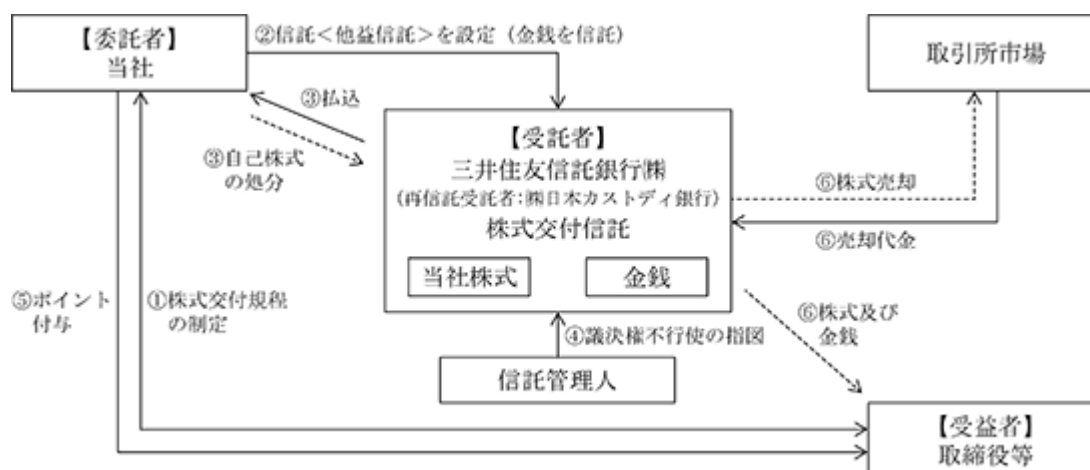 【委託者】
当社
②信託＜他益信託＞を設定（金銭を信託）
取引所市場
③払込
③自己株式
の処分
【受託者】
三井住友信託銀行㈱
(再信託受託者：㈱日本カストディ銀行)
株式交付信託
当社株式
金銭
⑥株式売却
⑥売却代金
⑤ポイント
付与
①株式交付規程
の制定
④議決権不行使の指図
⑥株式及び
金銭
信託管理人
【受益者】
取締役等